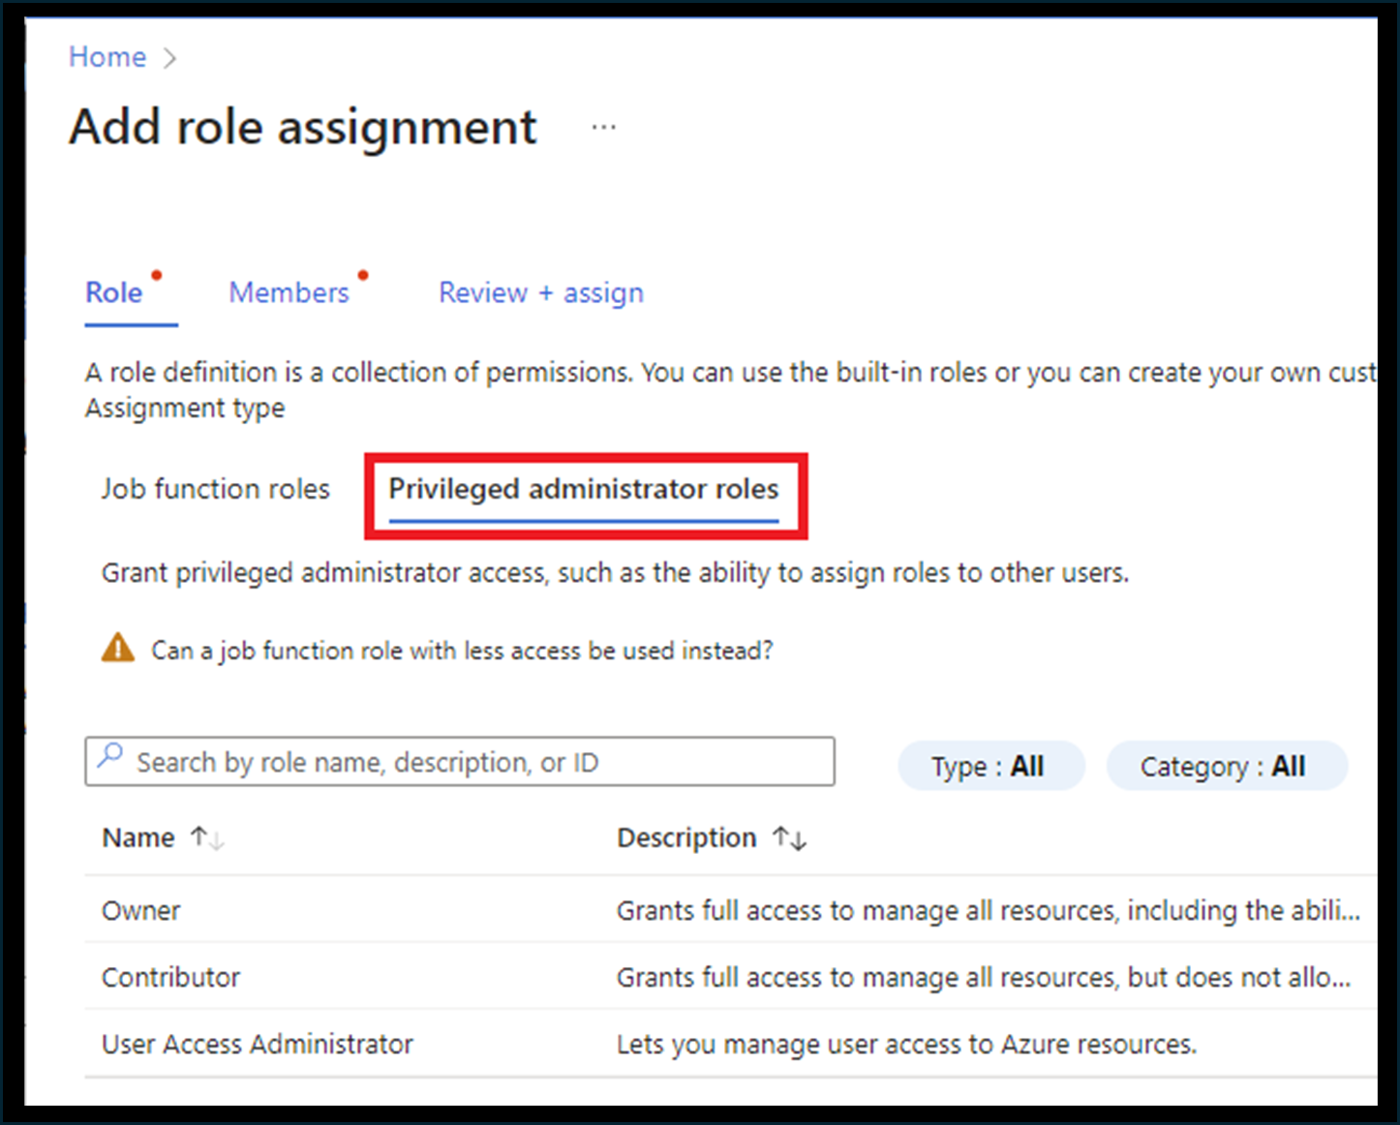 Home >
Add role assignment ...
Role Members Review + assign
A role definition is a collection of permissions. You can use the built-in roles or you can create your own cust
Assignment type
Job function roles Privileged administrator roles
Grant privileged administrator access, such as the ability to assign roles to other users.
Can a job function role with less access be used instead?
Search by role name, description, or ID Type : All Category : All
Name ↑↓ Description ↑↓
Owner Grants full access to manage all resources, including the abili...
Contributor Grants full access to manage all resources, but does not allo...
User Access Administrator Lets you manage user access to Azure resources.